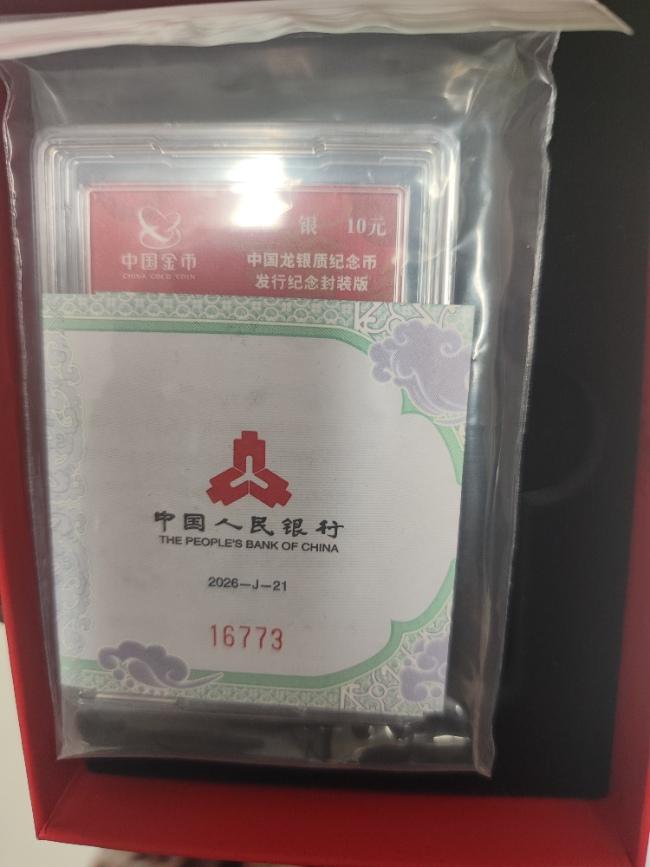 银 10元
中国金币
CHINA GOLD COIN
中国龙银质纪念币
发行纪念封装版
中国人民银行
THE PEOPLE'S BANK OF CHINA
2026-J-21
16773